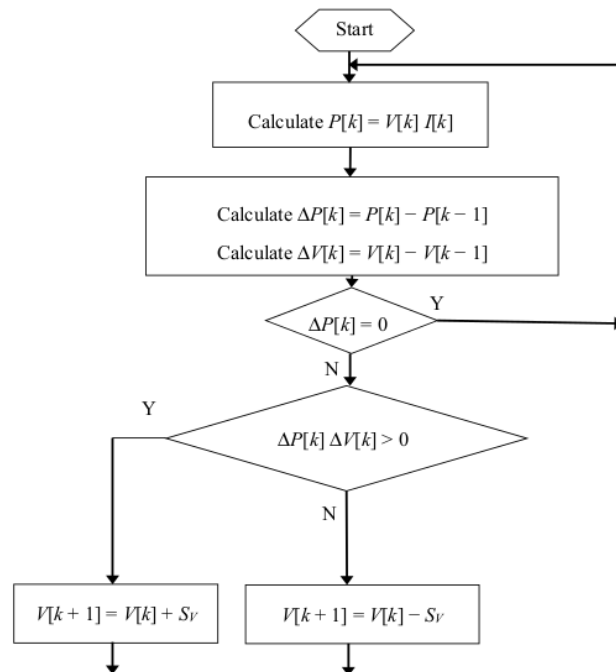 Start
Calculate P[k] = V[k] I[k]
Calculate ΔP[k] = P[k] − P[k − 1]
Calculate ΔV[k] = V[k] − V[k − 1]
Y
ΔP[k] = 0
N
Y
ΔP[k] ΔV[k] > 0
N
V[k + 1] = V[k] + SV
V[k + 1] = V[k] − SV